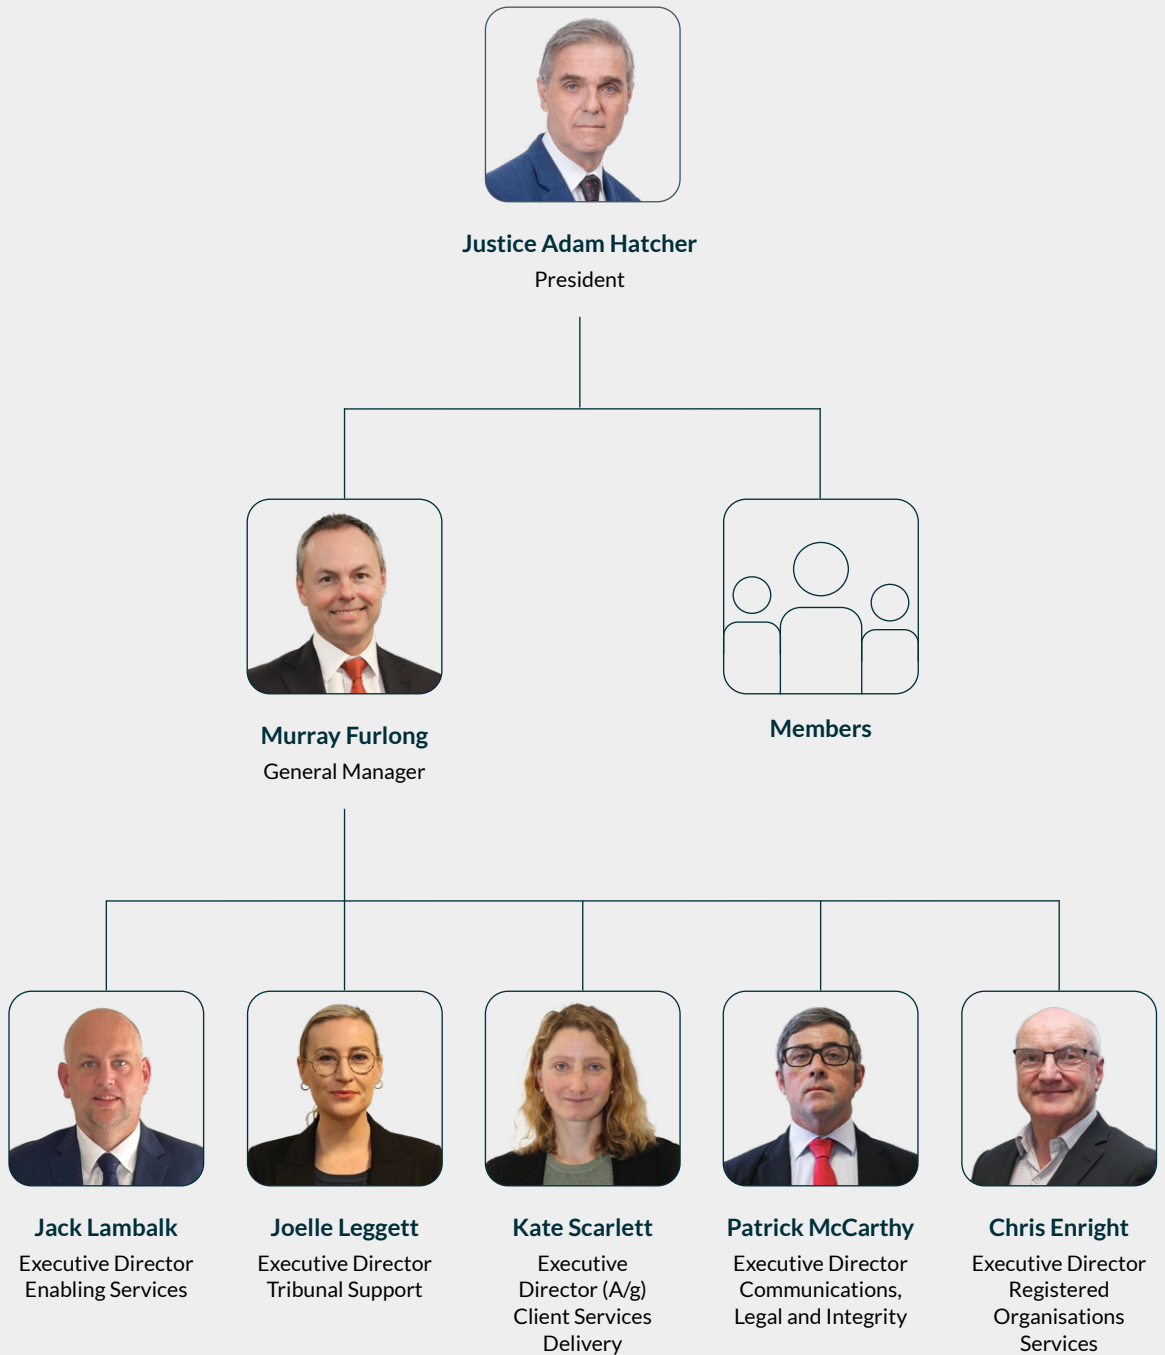 Justice Adam Hatcher
President
Murray Furlong
General Manager
Members
Jack Lambalk
Executive Director
Enabling Services
Joelle Leggett
Executive Director
Tribunal Support
Kate Scarlett
Executive
Director (A/g)
Client Services
Delivery
Patrick McCarthy
Executive Director
Communications,
Legal and Integrity
Chris Enright
Executive Director
Registered
Organisations
Services